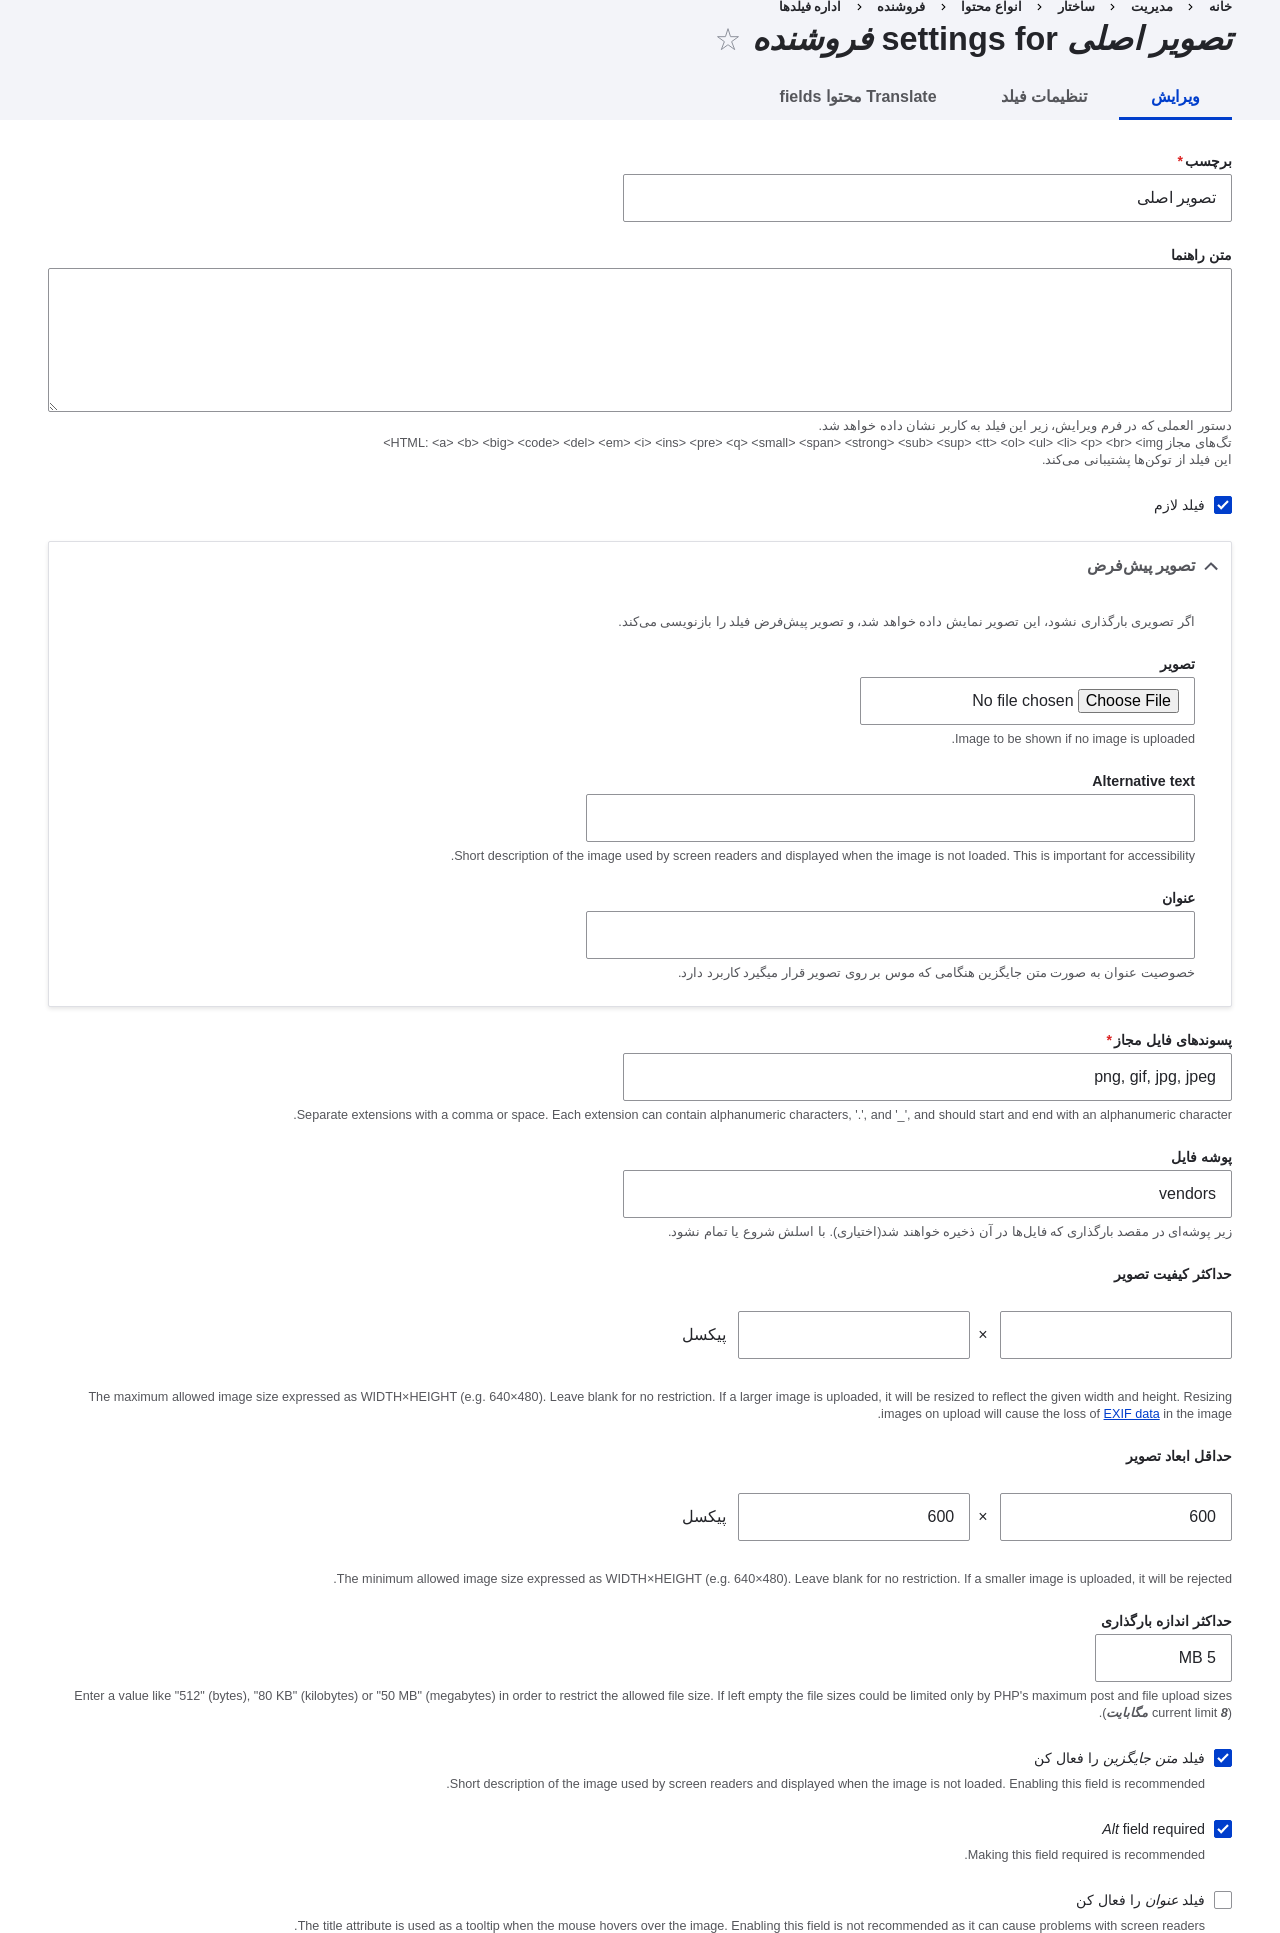 خانه › مدیریت › ساختار › انواع محتوا › فروشنده › اداره فیلدها
تصویر اصلی settings for فروشنده ☆
ویرایش
تنظیمات فیلد
Translate محتوا fields
برچسب*
تصویر اصلی
متن راهنما
دستور العملی که در فرم ویرایش، زیر این فیلد به کاربر نشان داده خواهد شد.
تگ‌های مجاز HTML: <a> <b> <big> <code> <del> <em> <i> <ins> <pre> <q> <small> <span> <strong> <sub> <sup> <tt> <ol> <ul> <li> <p> <br> <img>
این فیلد از توکن‌ها پشتیبانی می‌کند.
فیلد لازم
تصویر پیش‌فرض
اگر تصویری بارگذاری نشود، این تصویر نمایش داده خواهد شد، و تصویر پیش‌فرض فیلد را بازنویسی می‌کند.
تصویر
Choose File No file chosen
Image to be shown if no image is uploaded.
Alternative text
Short description of the image used by screen readers and displayed when the image is not loaded. This is important for accessibility.
عنوان
خصوصیت عنوان به صورت متن جایگزین هنگامی که موس بر روی تصویر قرار میگیرد کاربرد دارد.
پسوندهای فایل مجاز*
png, gif, jpg, jpeg
Separate extensions with a comma or space. Each extension can contain alphanumeric characters, '.', and '_', and should start and end with an alphanumeric character.
پوشه فایل
vendors
زیر پوشه‌ای در مقصد بارگذاری که فایل‌ها در آن ذخیره خواهند شد(اختیاری). با اسلش شروع یا تمام نشود.
حداکثر کیفیت تصویر
× پیکسل
The maximum allowed image size expressed as WIDTH×HEIGHT (e.g. 640×480). Leave blank for no restriction. If a larger image is uploaded, it will be resized to reflect the given width and height. Resizing
images on upload will cause the loss of EXIF data in the image.
حداقل ابعاد تصویر
600 × 600 پیکسل
The minimum allowed image size expressed as WIDTH×HEIGHT (e.g. 640×480). Leave blank for no restriction. If a smaller image is uploaded, it will be rejected.
حداکثر اندازه بارگذاری
5 MB
Enter a value like "512" (bytes), "80 KB" (kilobytes) or "50 MB" (megabytes) in order to restrict the allowed file size. If left empty the file sizes could be limited only by PHP's maximum post and file upload sizes
(current limit 8 مگابایت).
فیلد متن جایگزین را فعال کن
Short description of the image used by screen readers and displayed when the image is not loaded. Enabling this field is recommended.
Alt field required
Making this field required is recommended.
فیلد عنوان را فعال کن
The title attribute is used as a tooltip when the mouse hovers over the image. Enabling this field is not recommended as it can cause problems with screen readers.